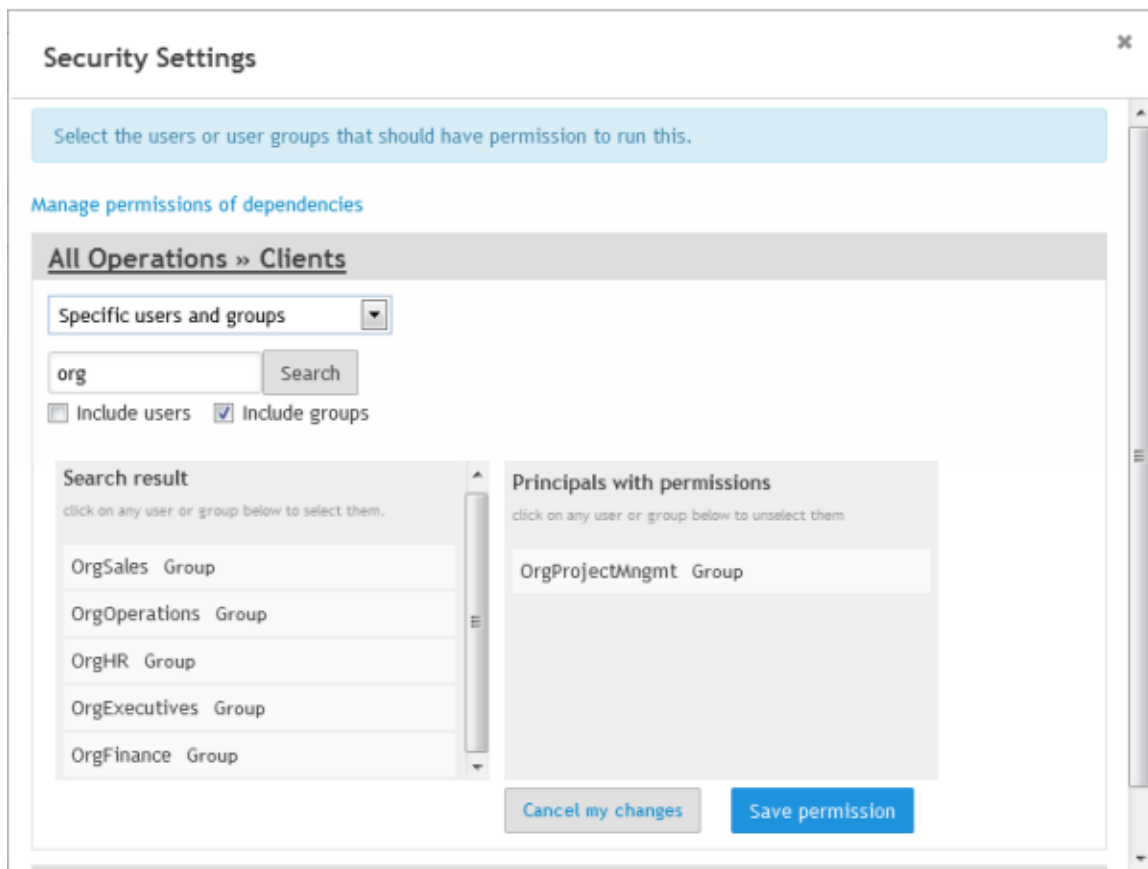 Security Settings
Select the users or user groups that should have permission to run this.
Manage permissions of dependencies
All Operations » Clients
Specific users and groups
org Search
Include users Include groups
Search result
click on any user or group below to select them.
OrgSales Group
OrgOperations Group
OrgHR Group
OrgExecutives Group
OrgFinance Group
Principals with permissions
click on any user or group below to unselect them
OrgProjectMngmt Group
Cancel my changes Save permission